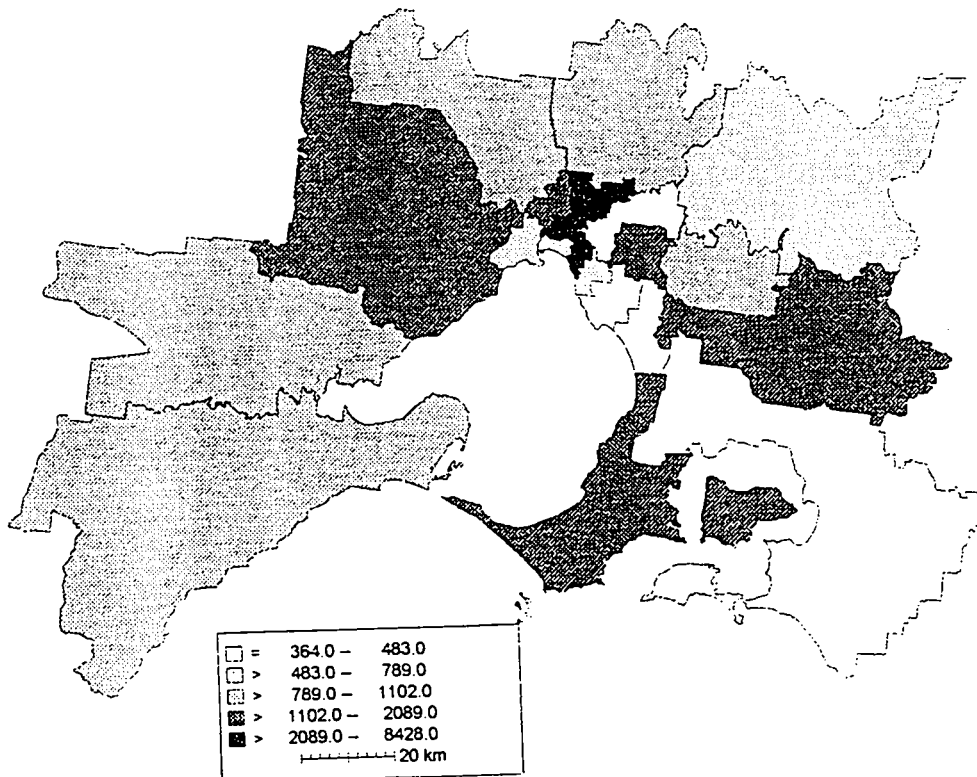 = 364.0 – 483.0
> 483.0 – 789.0
> 789.0 – 1102.0
> 1102.0 – 2089.0
> 2089.0 – 8428.0
20 km